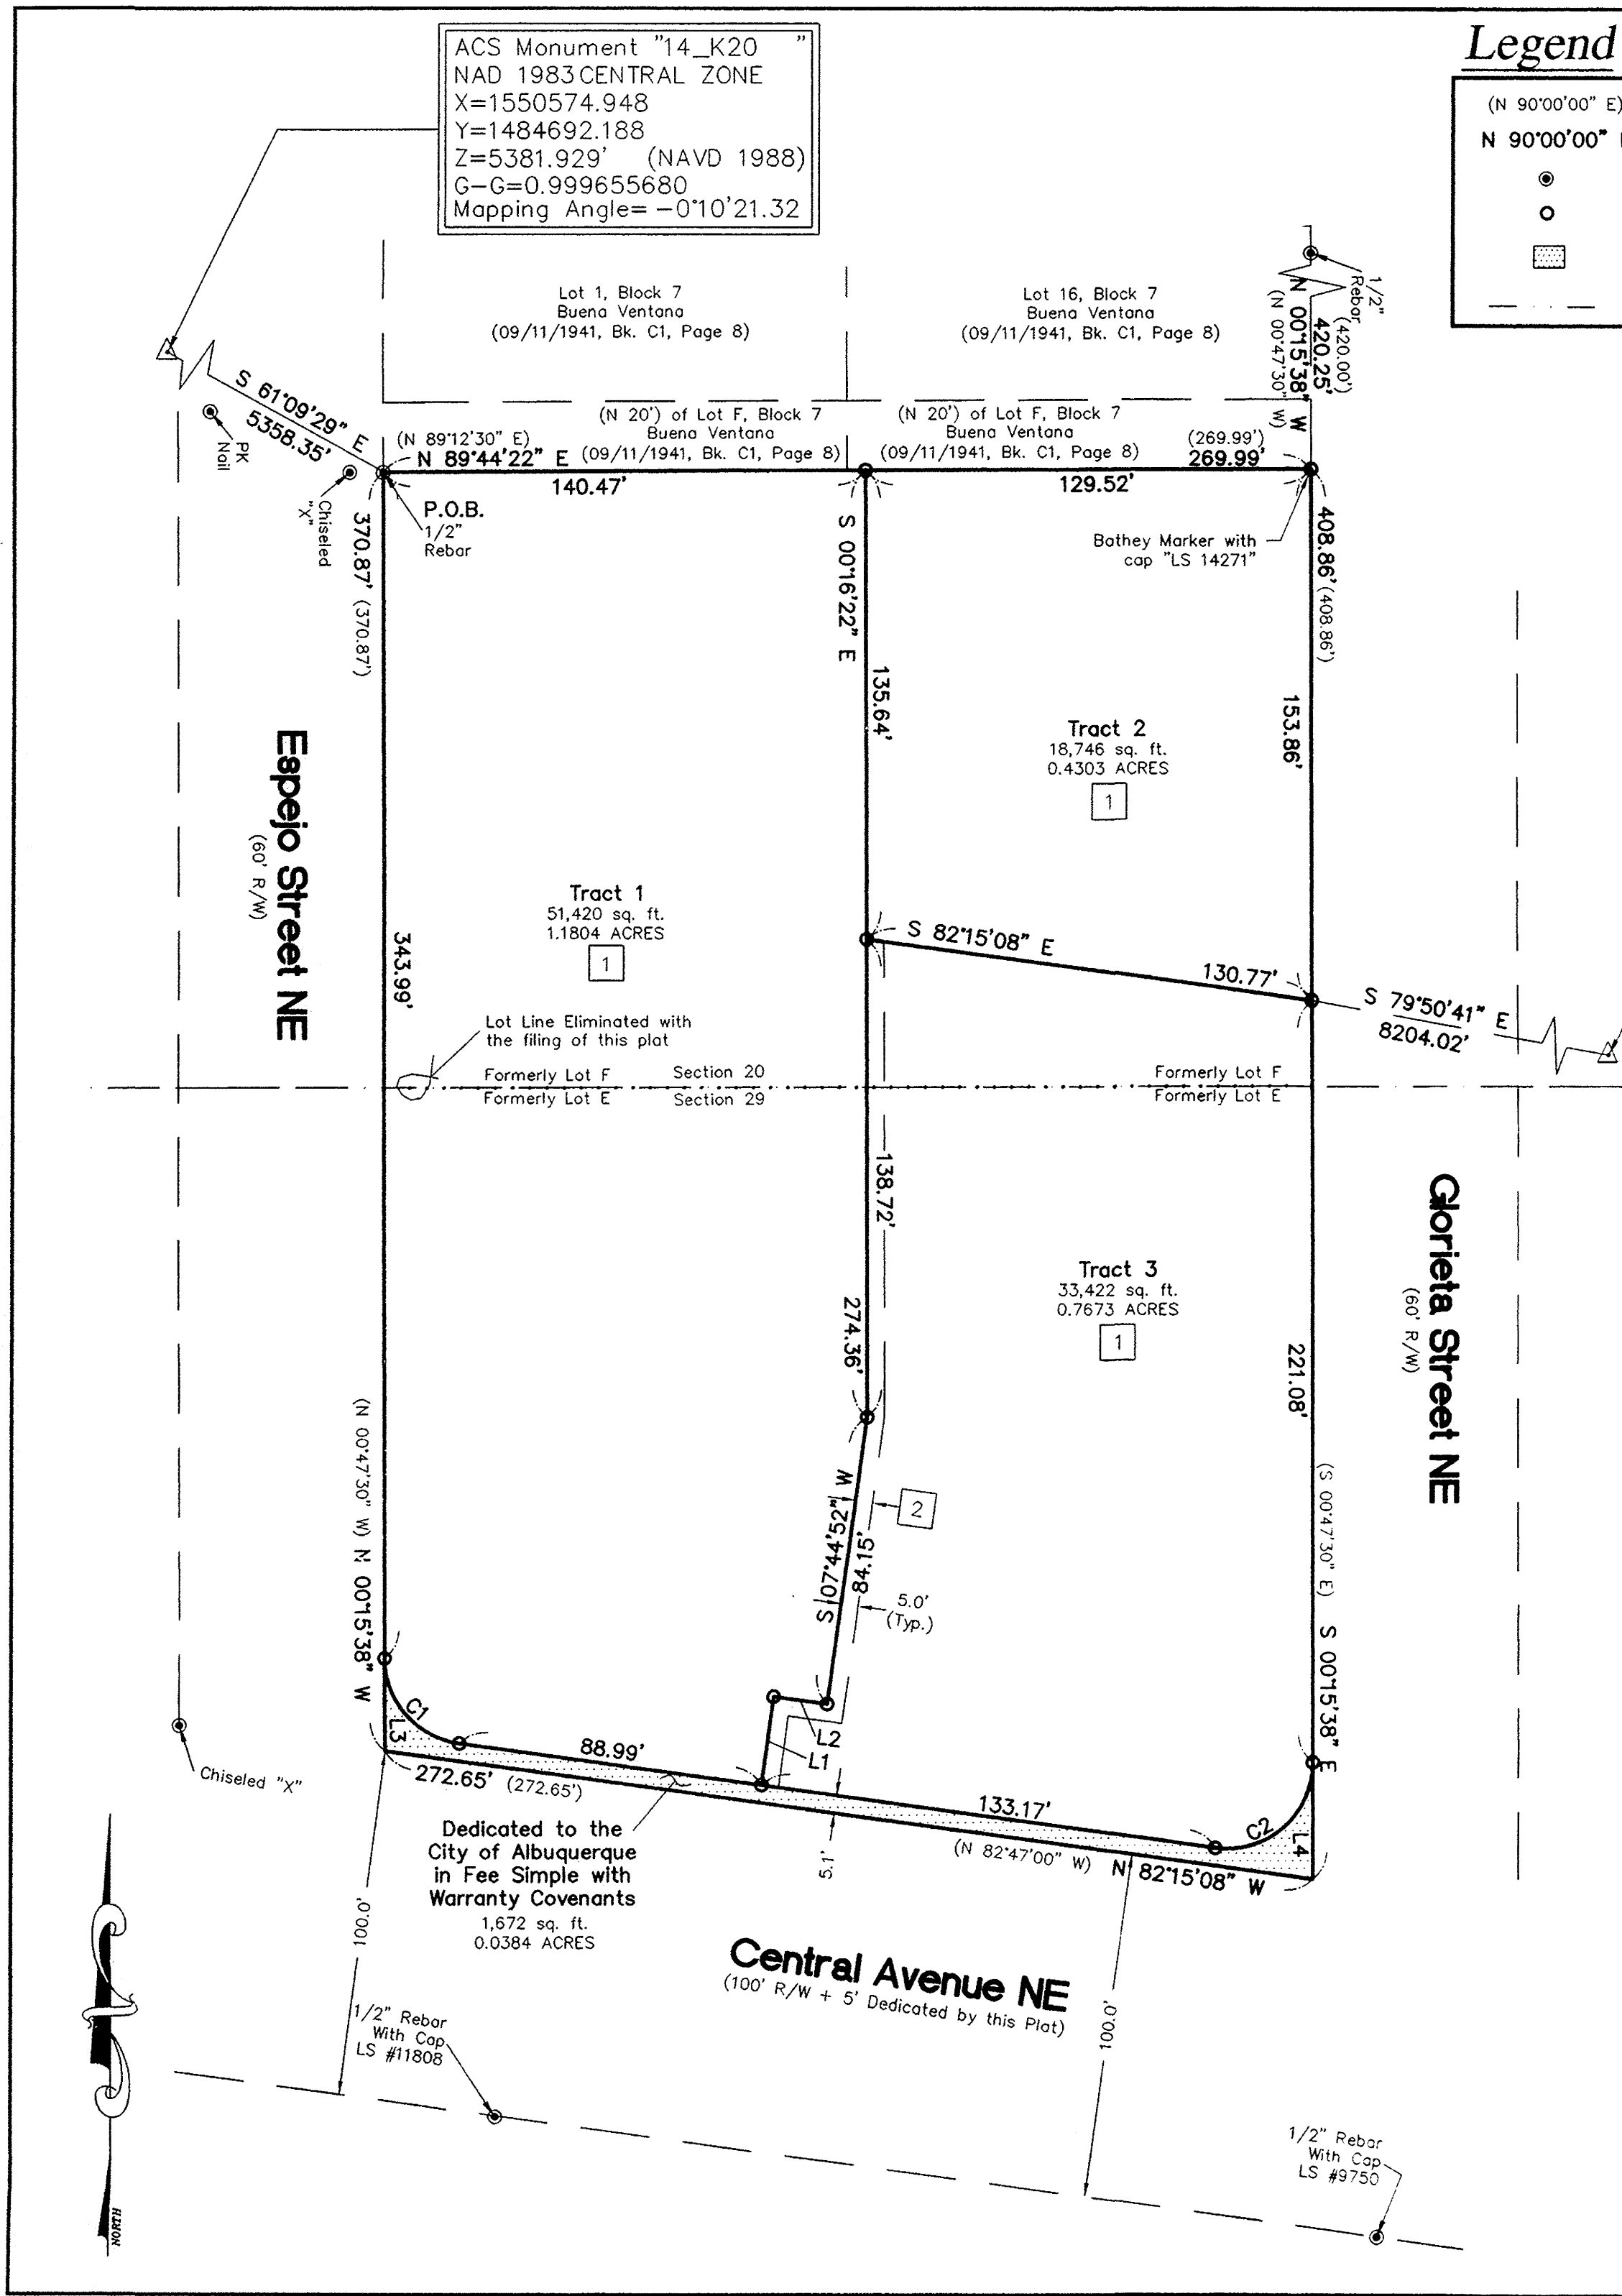 Legend
ACS Monument "14_K20 "
NAD 1983 CENTRAL ZONE
X=1550574.948
Y=1484692.188
Z=5381.929' (NAVD 1988)
G-G=0.999655680
Mapping Angle= -0°10'21.32
(N 90°00'00" E)
N 90°00'00"
Lot 1, Block 7
Buena Ventana
(09/11/1941, Bk. C1, Page 8)
Lot 16, Block 7
Buena Ventana
(09/11/1941, Bk. C1, Page 8)
1/2"
Rebar
(420.00')
420.25'
N 00°15'38" W
(N 00°47'30" W)
S 61°09'29" E
5358.35'
PK
Nail
Chiseled
"X"
(N 20') of Lot F, Block 7
Buena Ventana
(09/11/1941, Bk. C1, Page 8)
(N 20') of Lot F, Block 7
Buena Ventana
(09/11/1941, Bk. C1, Page 8)
(N 89°12'30" E)
N 89°44'22" E
(269.99')
269.99'
140.47'
129.52'
P.O.B.
1/2"
Rebar
Bathey Marker with
cap "LS 14271"
370.87' (370.87')
S 00°16'22" E
135.64'
408.86' (408.86')
153.86'
Tract 2
18,746 sq. ft.
0.4303 ACRES
1
Espejo Street NE
(60' R/W)
Tract 1
51,420 sq. ft.
1.1804 ACRES
1
343.99'
S 82°15'08" E
130.77'
S 79°50'41" E
8204.02'
Lot Line Eliminated with
the filing of this plat
Formerly Lot F
Section 20
Formerly Lot F
Formerly Lot E
Section 29
Formerly Lot E
138.72'
274.36'
Tract 3
33,422 sq. ft.
0.7673 ACRES
1
221.08'
Glorieta Street NE
(60' R/W)
(N 00°47'30" W) N 00°15'38" W
(S 00°47'30" E) S 00°15'38" E
S 07°44'52" W
84.15'
2
5.0'
(Typ.)
C1
L3
L2
L1
C2
L4
88.99'
133.17'
272.65' (272.65')
(N 82°47'00" W) N 82°15'08" W
5.1'
Chiseled "X"
Dedicated to the
City of Albuquerque
in Fee Simple with
Warranty Covenants
1,672 sq. ft.
0.0384 ACRES
100.0'
100.0'
Central Avenue NE
(100' R/W + 5' Dedicated by this Plat)
1/2" Rebar
With Cap
LS #11808
1/2" Rebar
With Cap
LS #9750
NORTH